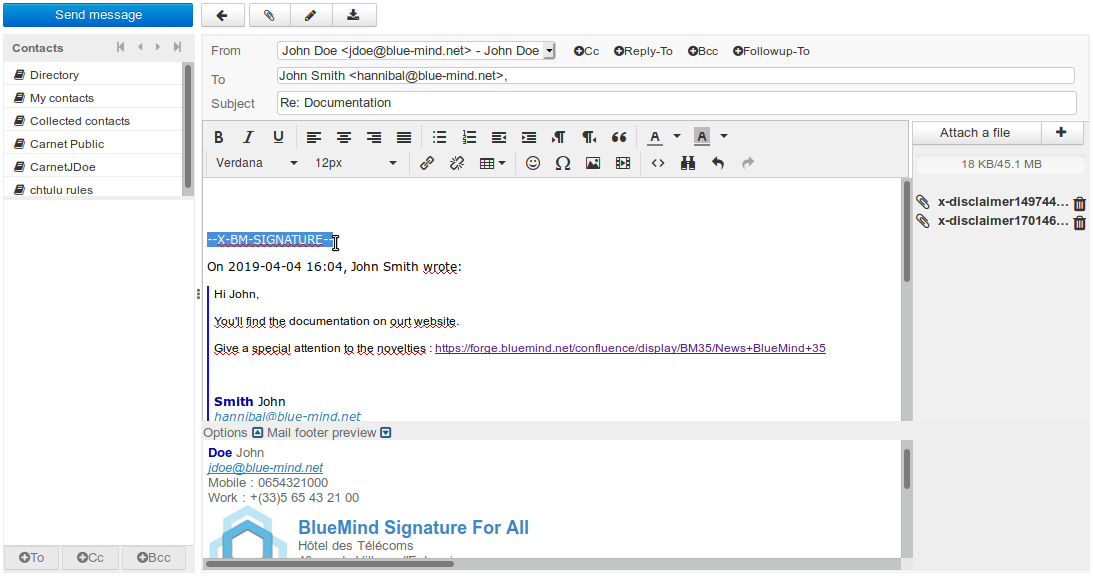 Send message
Contacts
Directory
My contacts
Collected contacts
Carnet Public
CarnetJDoe
chtulu rules
To Cc Bcc
From John Doe <jdoe@blue-mind.net> - John Doe Cc Reply-To Bcc Followup-To
To John Smith <hannibal@blue-mind.net>,
Subject Re: Documentation
B I U A A
Verdana 12px
--X-BM-SIGNATURE--
On 2019-04-04 16:04, John Smith wrote:
Hi John,
You'll find the documentation on ourt website.
Give a special attention to the novelties : https://forge.bluemind.net/confluence/display/BM35/News+BlueMind+35
Smith John
hannibal@blue-mind.net
Options Mail footer preview
Doe John
jdoe@blue-mind.net
Mobile : 0654321000
Work : +(33)5 65 43 21 00
BlueMind Signature For All
Hôtel des Télécoms
Attach a file +
18 KB/45.1 MB
x-disclaimer149744...
x-disclaimer170146...